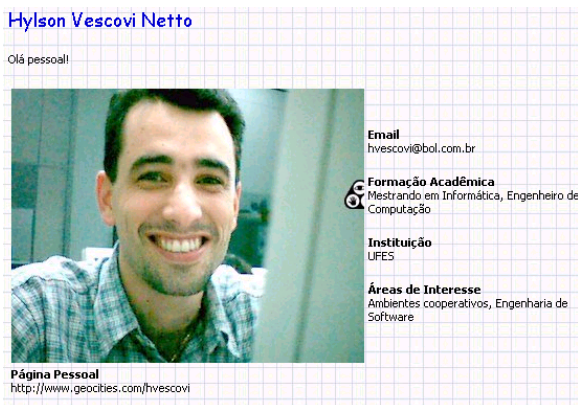 Hylson Vescovi Netto
Olá pessoal!
Email
hvescovi@bol.com.br
Formação Acadêmica
Mestrando em Informática, Engenheiro de
Computação
Instituição
UFES
Áreas de Interesse
Ambientes cooperativos, Engenharia de
Software
Página Pessoal
http://www.geocities.com/hvescovi